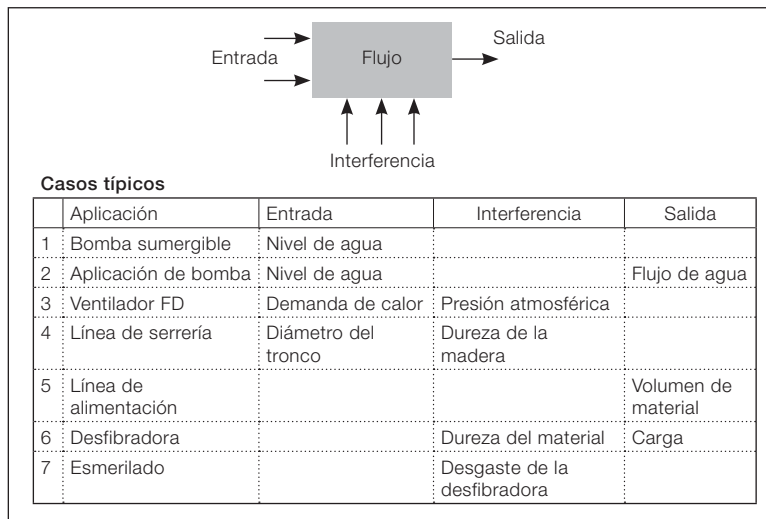 Entrada
Flujo
Salida
Interferencia
Casos típicos
Aplicación Entrada Interferencia Salida
1 Bomba sumergible Nivel de agua
2 Aplicación de bomba Nivel de agua Flujo de agua
3 Ventilador FD Demanda de calor Presión atmosférica
4 Línea de serrería Diámetro del tronco Dureza de la madera
5 Línea de alimentación Volumen de material
6 Desfibradora Dureza del material Carga
7 Esmerilado Desgaste de la desfibradora